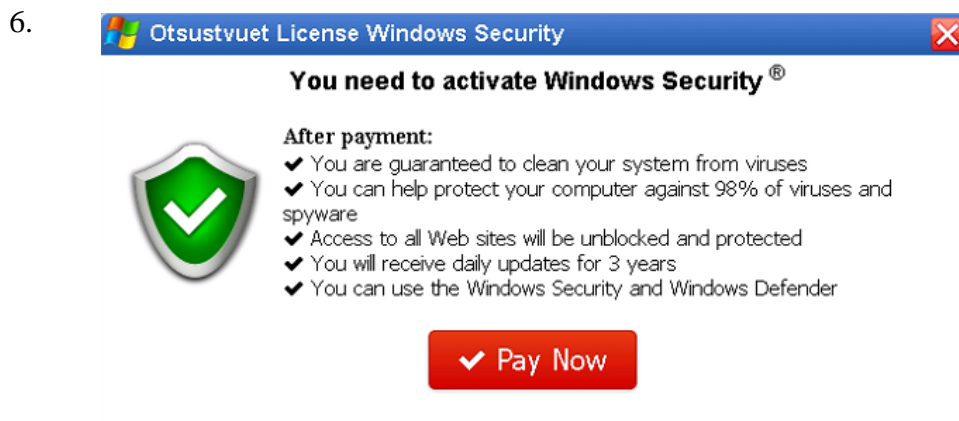 6.
Otsustvuet License Windows Security
You need to activate Windows Security ®
After payment:
✔ You are guaranteed to clean your system from viruses
✔ You can help protect your computer against 98% of viruses and
spyware
✔ Access to all Web sites will be unblocked and protected
✔ You will receive daily updates for 3 years
✔ You can use the Windows Security and Windows Defender
✔ Pay Now